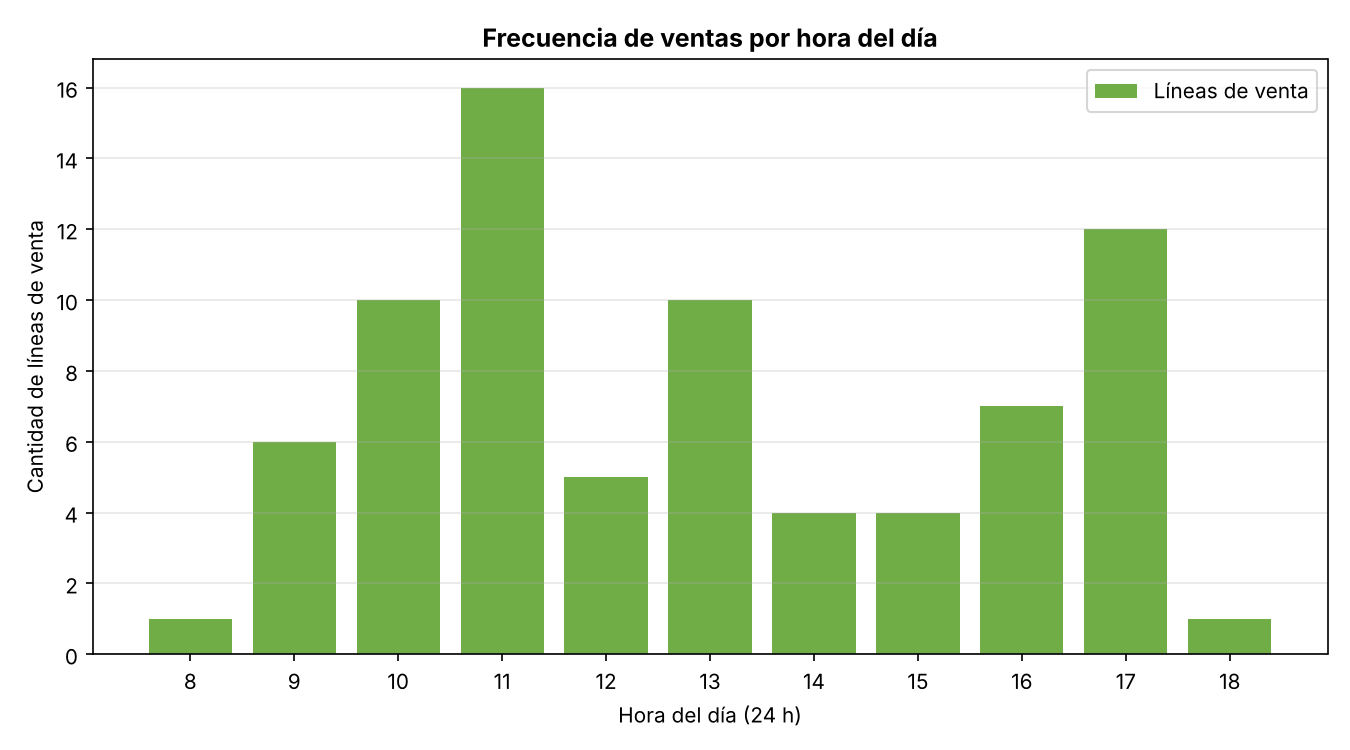 Frecuencia de ventas por hora del día
Líneas de venta
Cantidad de líneas de venta
16
14
12
10
8
6
4
2
0
8 9 10 11 12 13 14 15 16 17 18
Hora del día (24 h)